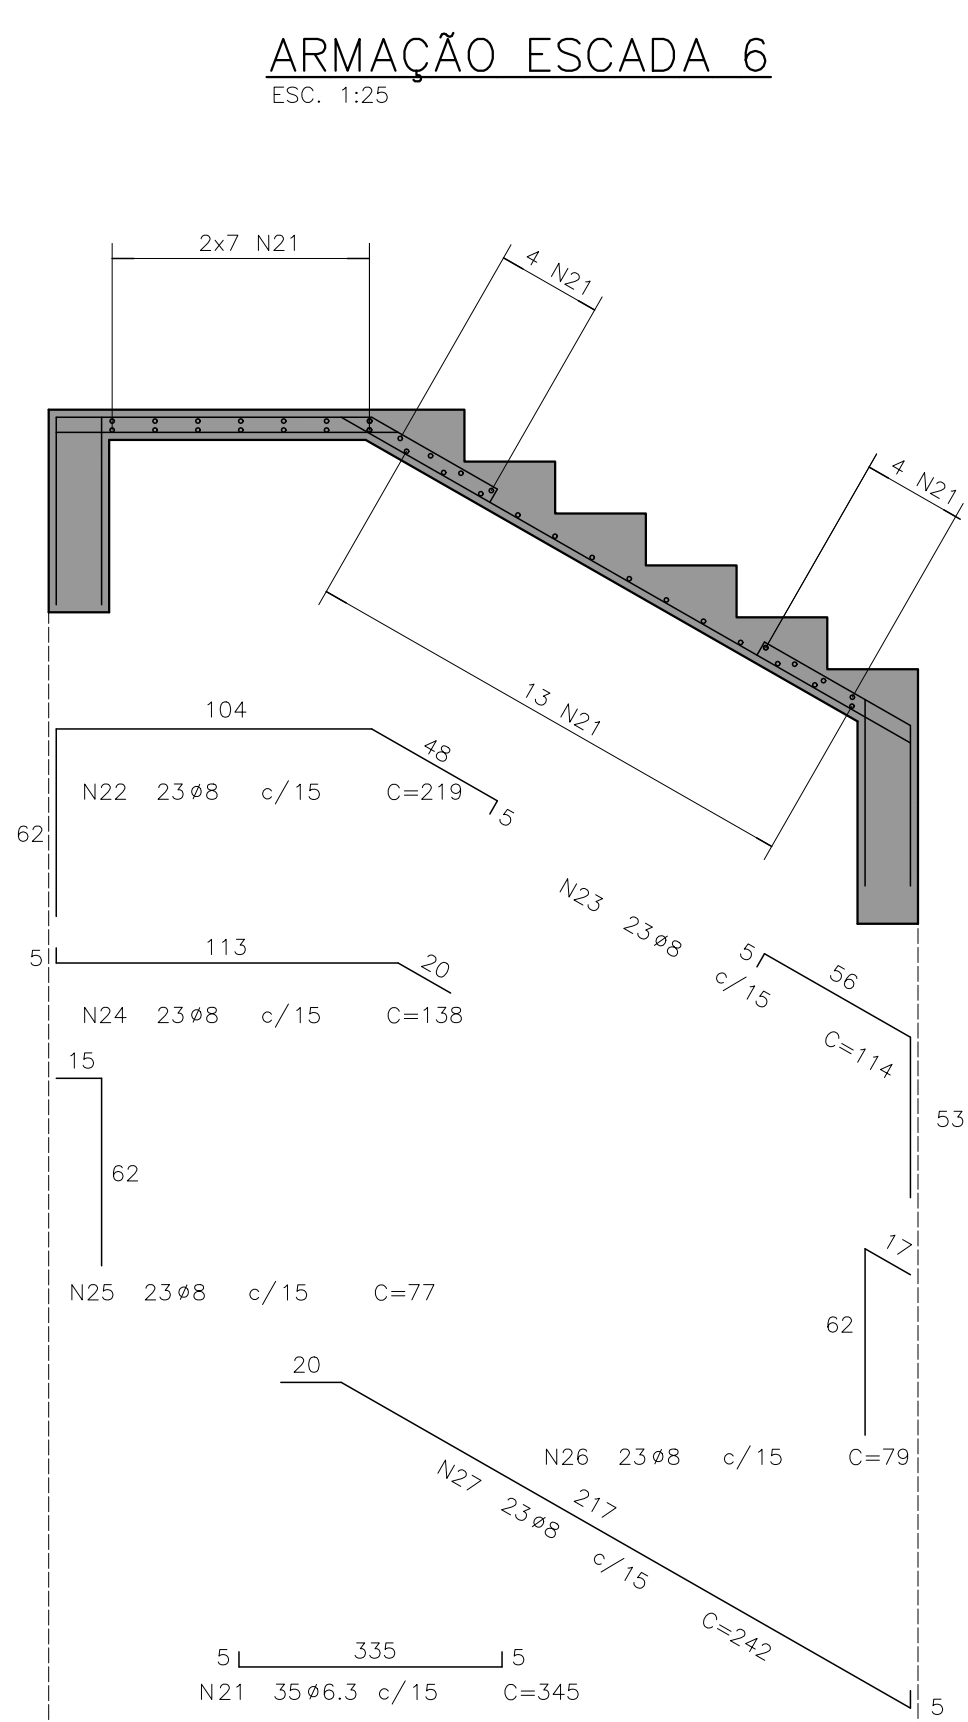 ARMAÇÃO ESCADA 6
ESC. 1:25
2x7 N21
4 N21
4 N21
13 N21
104
48
N22 23ø8 c/15 C=219
5
62
N23 23ø8 c/15 C=114
5
56
53
113
20
5
N24 23ø8 c/15 C=138
15
62
N25 23ø8 c/15 C=77
17
62
N26 23ø8 c/15 C=79
20
217
N27 23ø8 c/15 C=242
5
5 335 5
N21 35ø6.3 c/15 C=345